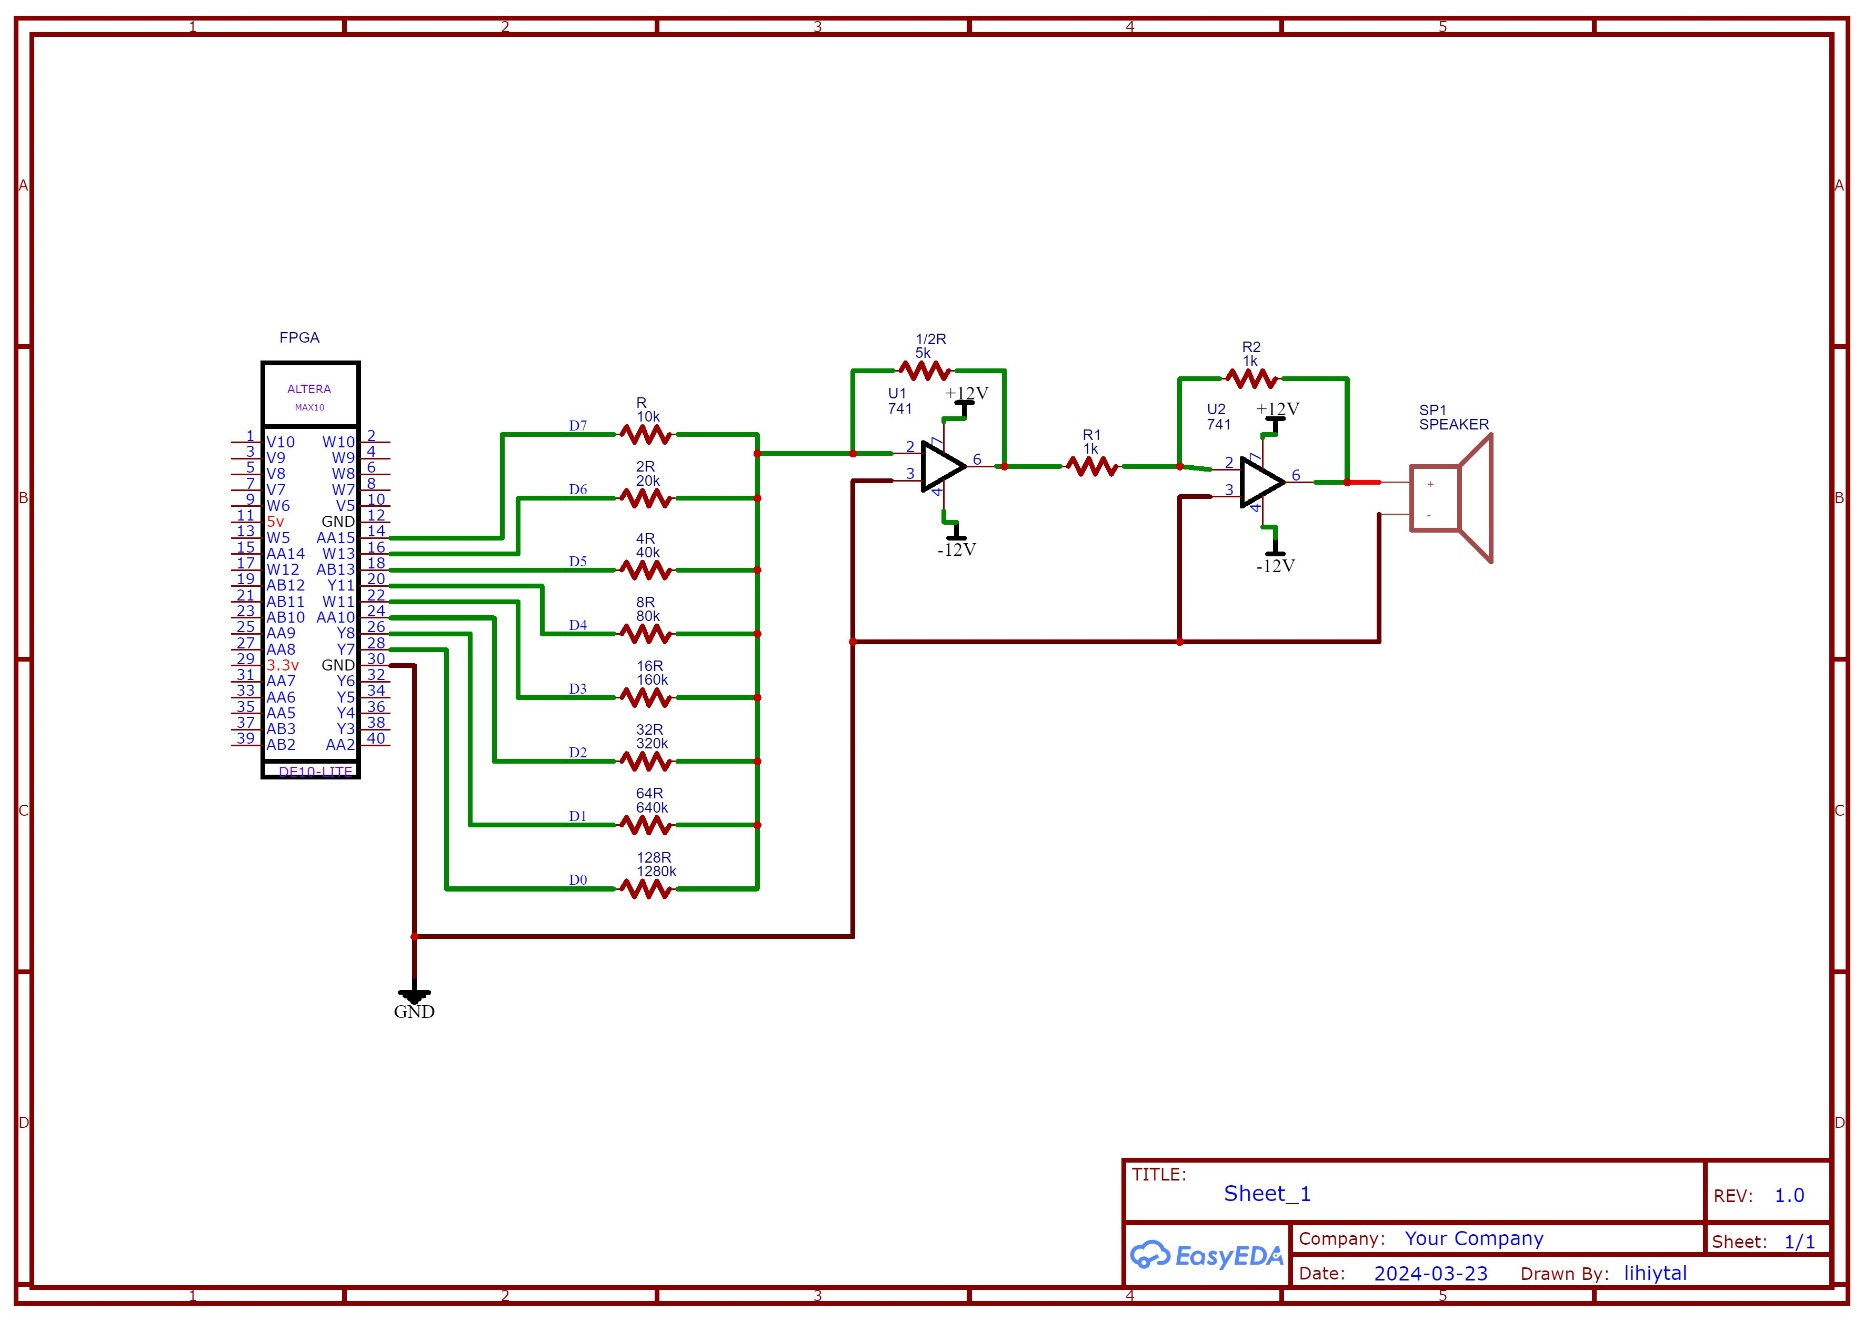 1 2 3 4 5
A A
B B
C C
D D
FPGA
ALTERA
MAX10
1 V10 W10 2
3 V9 W9 4
5 V8 W8 6
7 V7 W7 8
9 W6 V5 10
11 5v GND 12
13 W5 AA15 14
15 AA14 W13 16
17 W12 AB13 18
19 AB12 Y11 20
21 AB11 W11 22
23 AB10 AA10 24
25 AA9 Y8 26
27 AA8 Y7 28
29 3.3v GND 30
31 AA7 Y6 32
33 AA6 Y5 34
35 AA5 Y4 36
37 AB3 Y3 38
39 AB2 AA2 40
DE10-LITE
GND
D7
R
10k
D6
2R
20k
D5
4R
40k
D4
8R
80k
D3
16R
160k
D2
32R
320k
D1
64R
640k
D0
128R
1280k
1/2R
5k
U1
741
+12V
2
3
7
4
6
-12V
R1
1k
R2
1k
U2
741
+12V
2
3
7
4
6
-12V
SP1
SPEAKER
+
-
TITLE:
Sheet_1
REV: 1.0
EasyEDA
Company: Your Company
Sheet: 1/1
Date: 2024-03-23 Drawn By: lihiytal
1 2 3 4 5